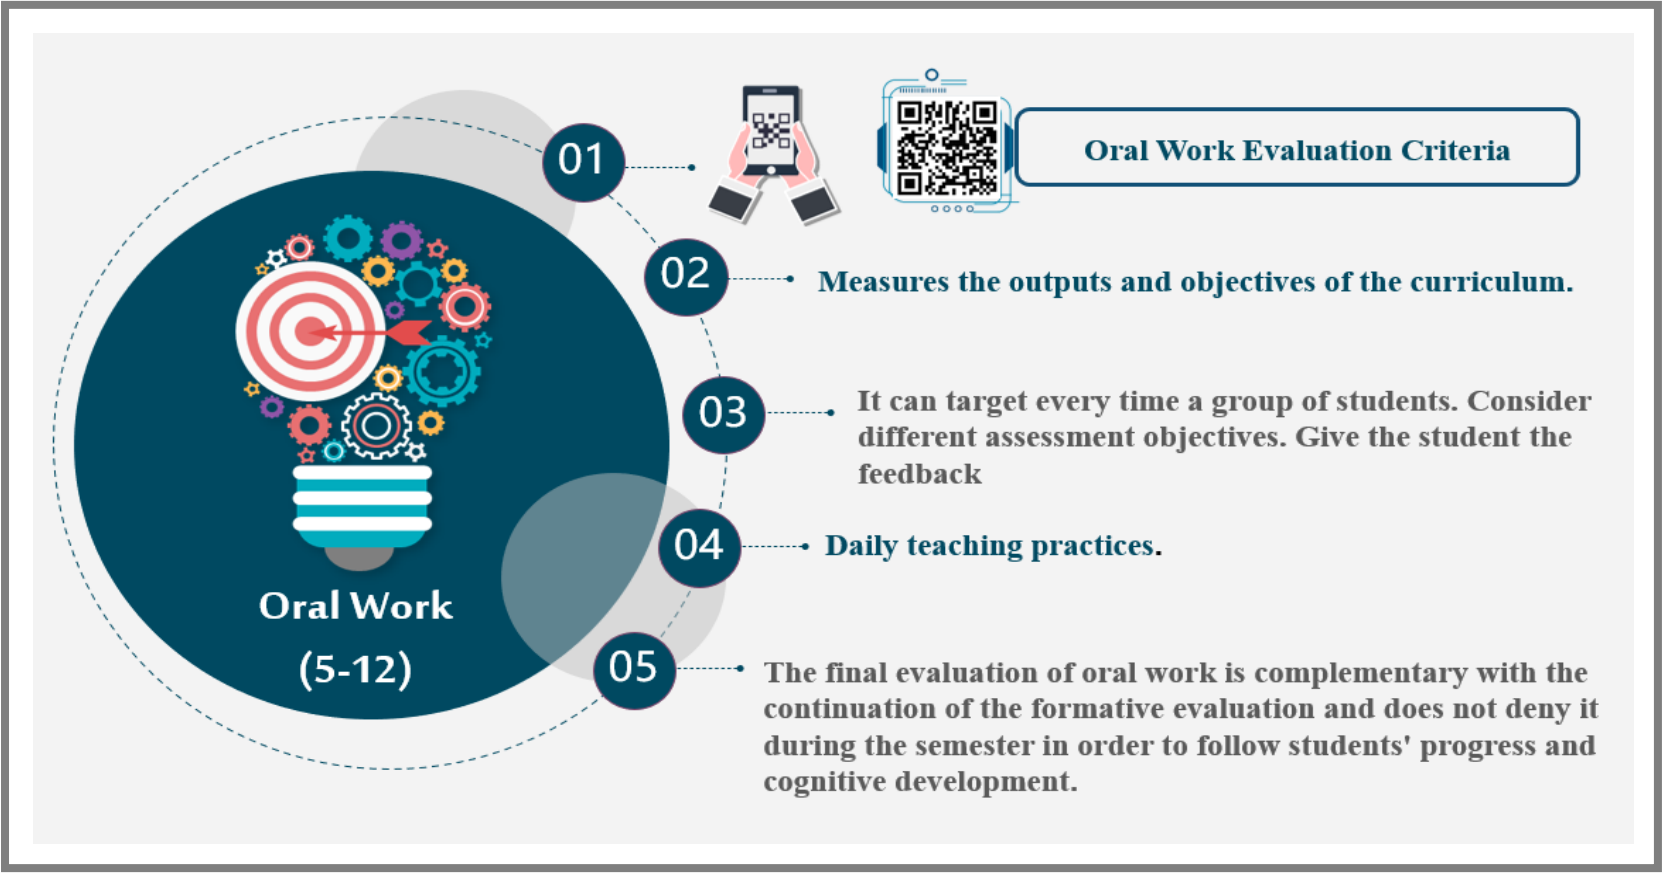 01
Oral Work Evaluation Criteria
02
Measures the outputs and objectives of the curriculum.
03
It can target every time a group of students. Consider
different assessment objectives. Give the student the
feedback
04
Daily teaching practices.
Oral Work
(5-12)
05
The final evaluation of oral work is complementary with the
continuation of the formative evaluation and does not deny it
during the semester in order to follow students' progress and
cognitive development.